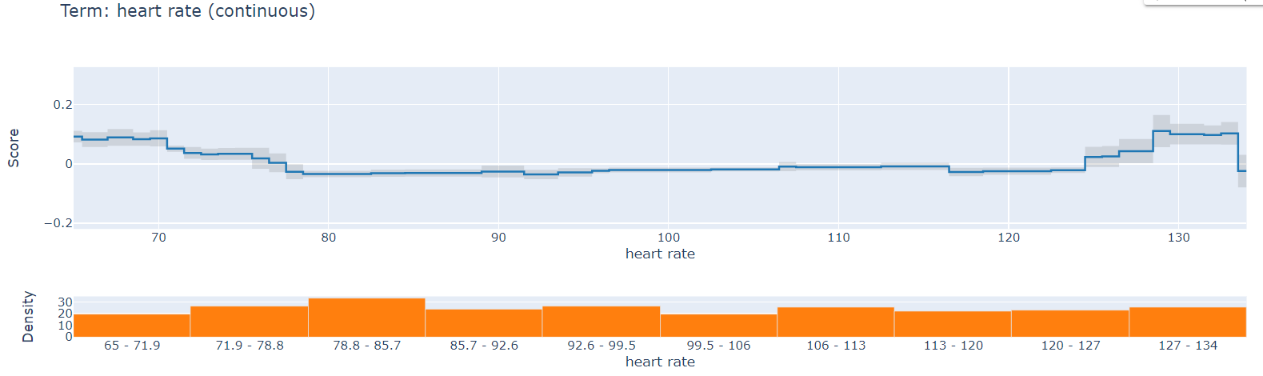 Term: heart rate (continuous)
Score
0.2
0
−0.2
70 80 90 100 110 120 130
heart rate
Density
30
20
10
0
65 - 71.9 71.9 - 78.8 78.8 - 85.7 85.7 - 92.6 92.6 - 99.5 99.5 - 106 106 - 113 113 - 120 120 - 127 127 - 134
heart rate